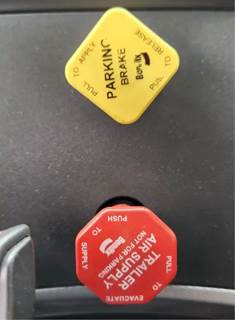 PULL TO APPLY
PARKING
BRAKE
Bendix
PUSH TO RELEASE
PUSH TO SUPPLY
TRAILER
AIR SUPPLY
NOT FOR PARKING
Bendix
PULL TO EVACUATE